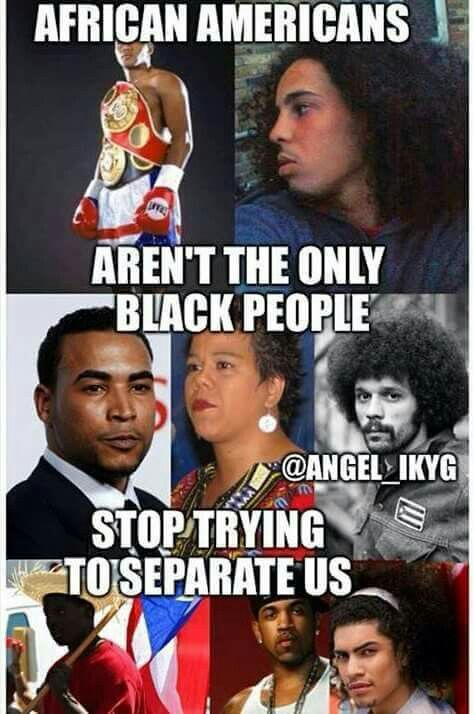 AFRICAN AMERICANS
AREN'T THE ONLY
BLACK PEOPLE
@ANGEL_IKYG
STOP TRYING
TO SEPARATE US